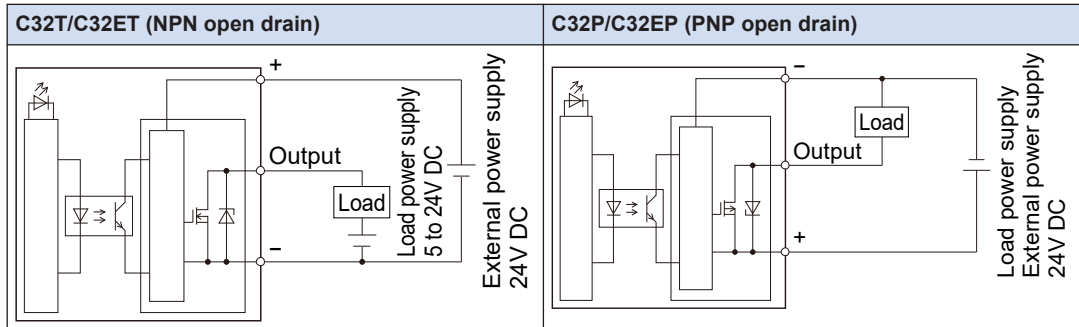 C32T/C32ET (NPN open drain)
C32P/C32EP (PNP open drain)
+
Output
Load
−
Load power supply
5 to 24V DC
External power supply
24V DC
−
Load
Output
+
Load power supply
External power supply
24V DC